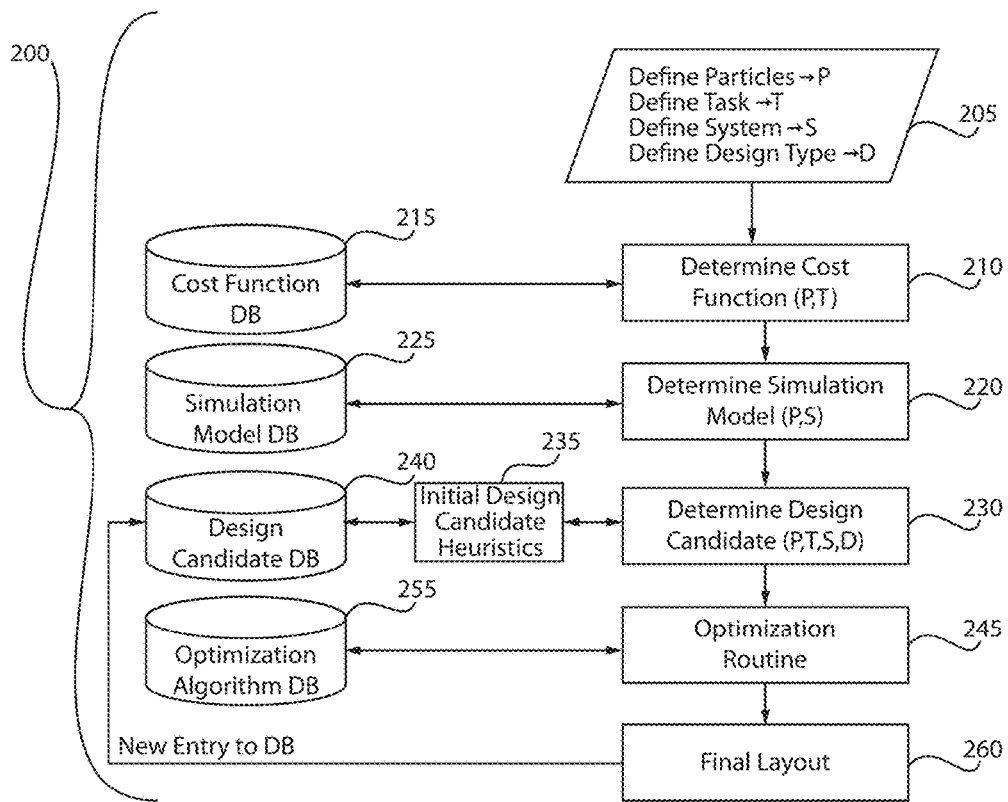 200
Define Particles →P
Define Task →T
Define System →S
Define Design Type →D
205
215
Cost Function
DB
Determine Cost
Function (P,T)
210
225
Simulation
Model DB
Determine Simulation
Model (P,S)
220
240
Design
Candidate DB
235
Initial Design
Candidate
Heuristics
Determine Design
Candidate (P,T,S,D)
230
255
Optimization
Algorithm DB
Optimization
Routine
245
New Entry to DB
Final Layout
260